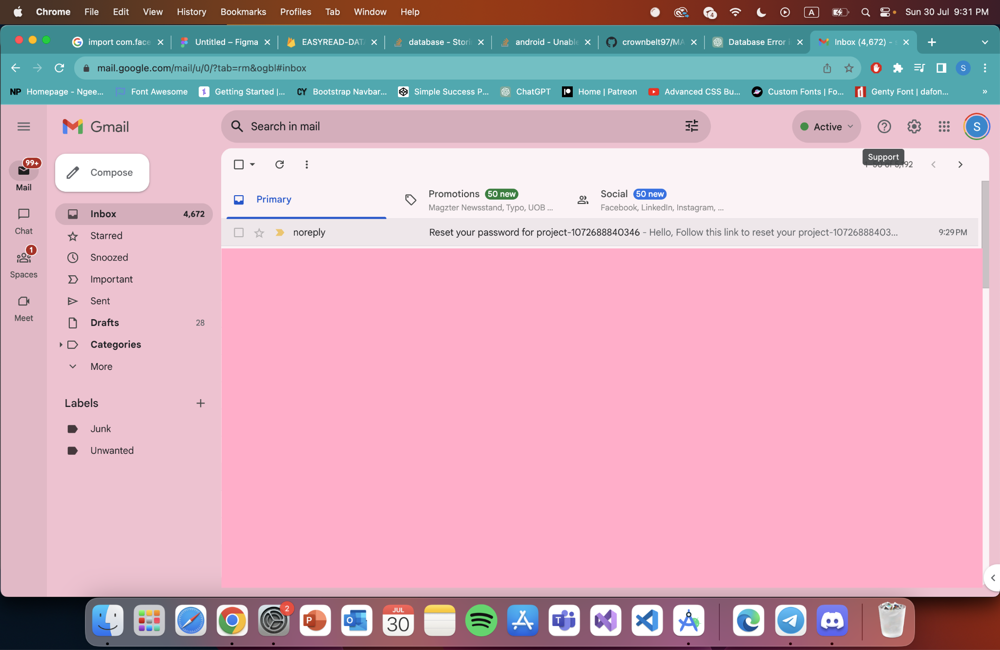 Chrome File Edit View History Bookmarks Profiles Tab Window Help 4 A Sun 30 Jul 9:31 PM
import com.face Untitled – Figma EASYREAD-DAT database - Stori android - Unable crownbelt97/MA Database Error i Inbox (4,672) - s
mail.google.com/mail/u/0/?tab=rm&ogbl#inbox S
NP Homepage - Ngee... Font Awesome Getting Started |... CY Bootstrap Navbar... Simple Success P... ChatGPT Home | Patreon Advanced CSS Bu... Custom Fonts | Fo... Genty Font | dafon... »
Gmail Search in mail Active S
Support
99+
Mail
Compose
1–50 of 5,192
Primary
Promotions 50 new
Magzter Newsstand, Typo, UOB ...
Social 50 new
Facebook, LinkedIn, Instagram, ...
noreply Reset your password for project-1072688840346 - Hello, Follow this link to reset your project-10726888403... 9:29 PM
Chat
1
Spaces
Meet
Inbox 4,672
Starred
Snoozed
Important
Sent
Drafts 28
Categories
More
Labels
Junk
Unwanted
2
P
O
JUL
30
T